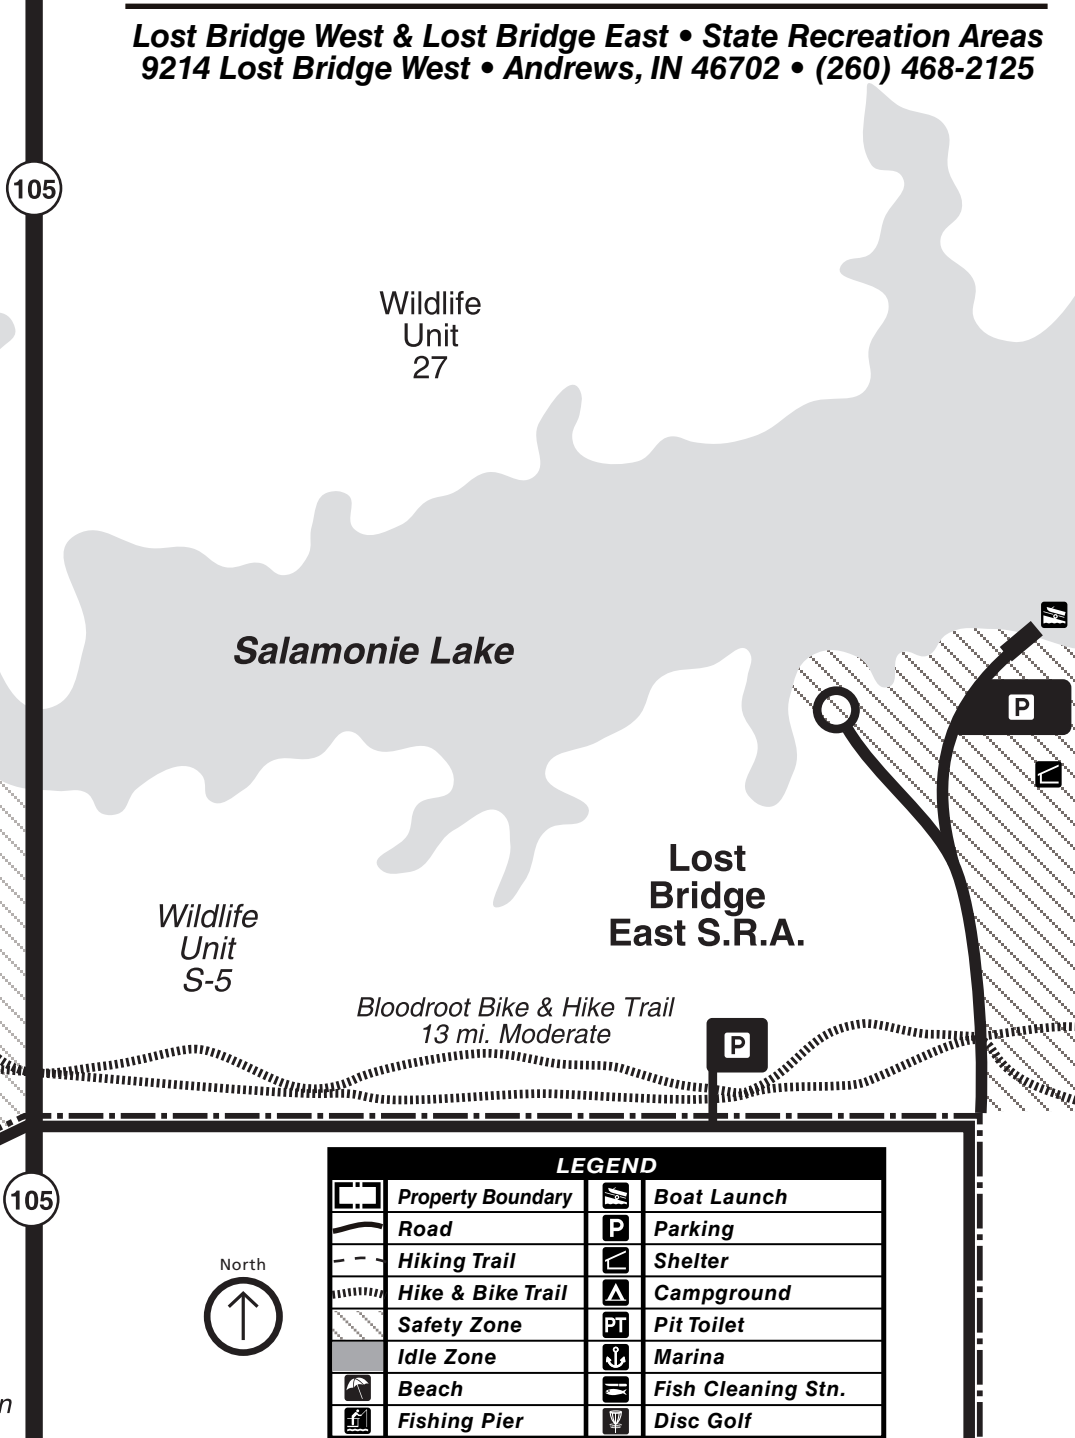 Lost Bridge West & Lost Bridge East • State Recreation Areas
9214 Lost Bridge West • Andrews, IN 46702 • (260) 468-2125
105
Wildlife
Unit
27
Salamonie Lake
P
Lost
Bridge
East S.R.A.
Wildlife
Unit
S-5
Bloodroot Bike & Hike Trail
13 mi. Moderate
P
105
North
LEGEND
Property Boundary
Boat Launch
Road
P
Parking
Hiking Trail
Shelter
Hike & Bike Trail
Campground
Safety Zone
PT
Pit Toilet
Idle Zone
Marina
Beach
Fish Cleaning Stn.
Fishing Pier
Disc Golf